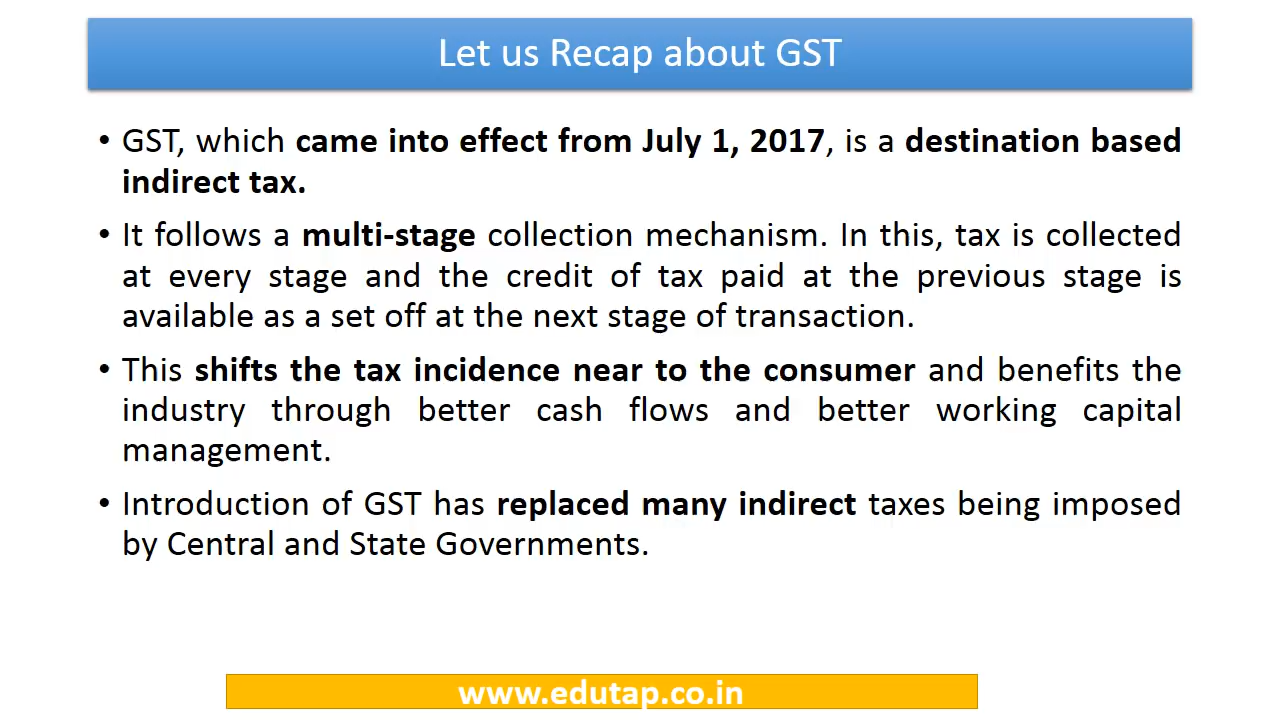 Let us Recap about GST
• GST, which came into effect from July 1, 2017, is a destination based
indirect tax.
• It follows a multi-stage collection mechanism. In this, tax is collected
at every stage and the credit of tax paid at the previous stage is
available as a set off at the next stage of transaction.
• This shifts the tax incidence near to the consumer and benefits the
industry through better cash flows and better working capital
management.
• Introduction of GST has replaced many indirect taxes being imposed
by Central and State Governments.
www.edutap.co.in